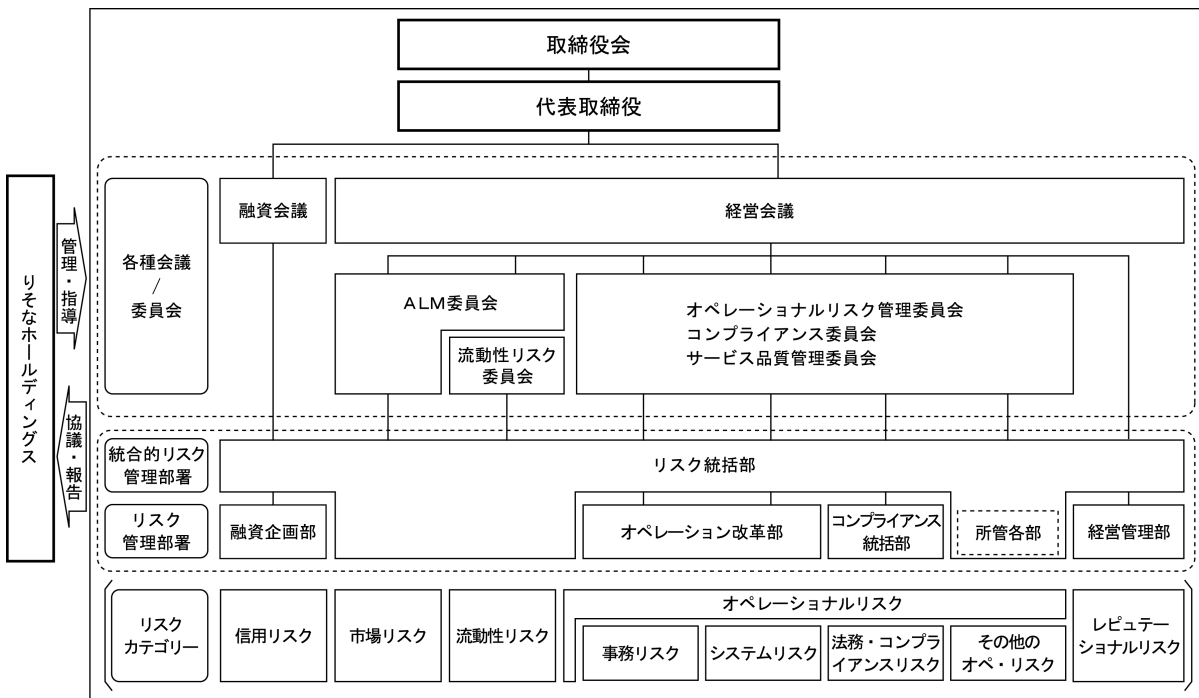 取締役会
代表取締役
りそなホールディングス
管理・指導
協議・報告
各種会議
/
委員会
融資会議
経営会議
ALM委員会
流動性リスク
委員会
オペレーショナルリスク管理委員会
コンプライアンス委員会
サービス品質管理委員会
統合的リスク
管理部署
リスク統括部
リスク
管理部署
融資企画部
オペレーション改革部
コンプライアンス
統括部
所管各部
経営管理部
リスク
カテゴリー
信用リスク
市場リスク
流動性リスク
オペレーショナルリスク
事務リスク
システムリスク
法務・コンプラ
イアンスリスク
その他の
オペ・リスク
レピュテー
ショナルリスク